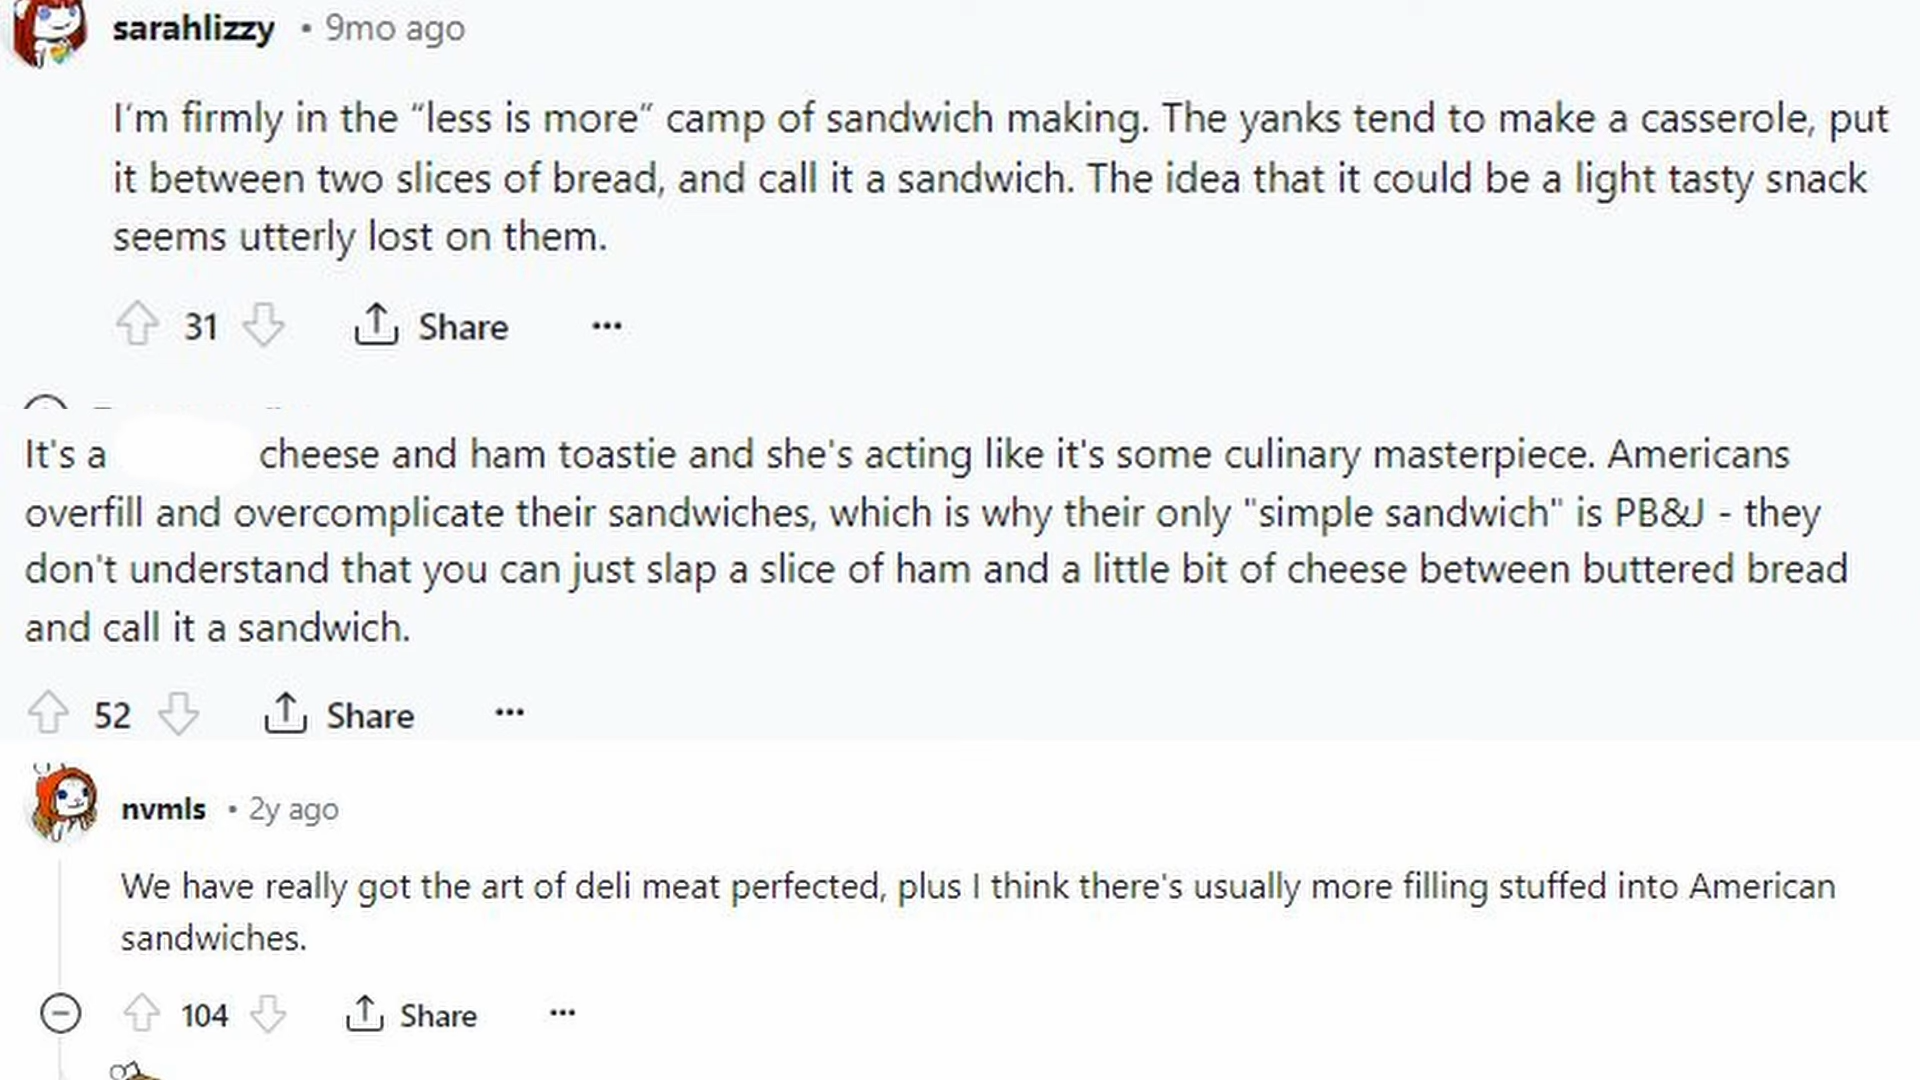 sarahlizzy • 9mo ago
I'm firmly in the “less is more” camp of sandwich making. The yanks tend to make a casserole, put
it between two slices of bread, and call it a sandwich. The idea that it could be a light tasty snack
seems utterly lost on them.
31 Share ...
It's a cheese and ham toastie and she's acting like it's some culinary masterpiece. Americans
overfill and overcomplicate their sandwiches, which is why their only "simple sandwich" is PB&J - they
don't understand that you can just slap a slice of ham and a little bit of cheese between buttered bread
and call it a sandwich.
52 Share ...
nvmls • 2y ago
We have really got the art of deli meat perfected, plus I think there's usually more filling stuffed into American
sandwiches.
104 Share ...